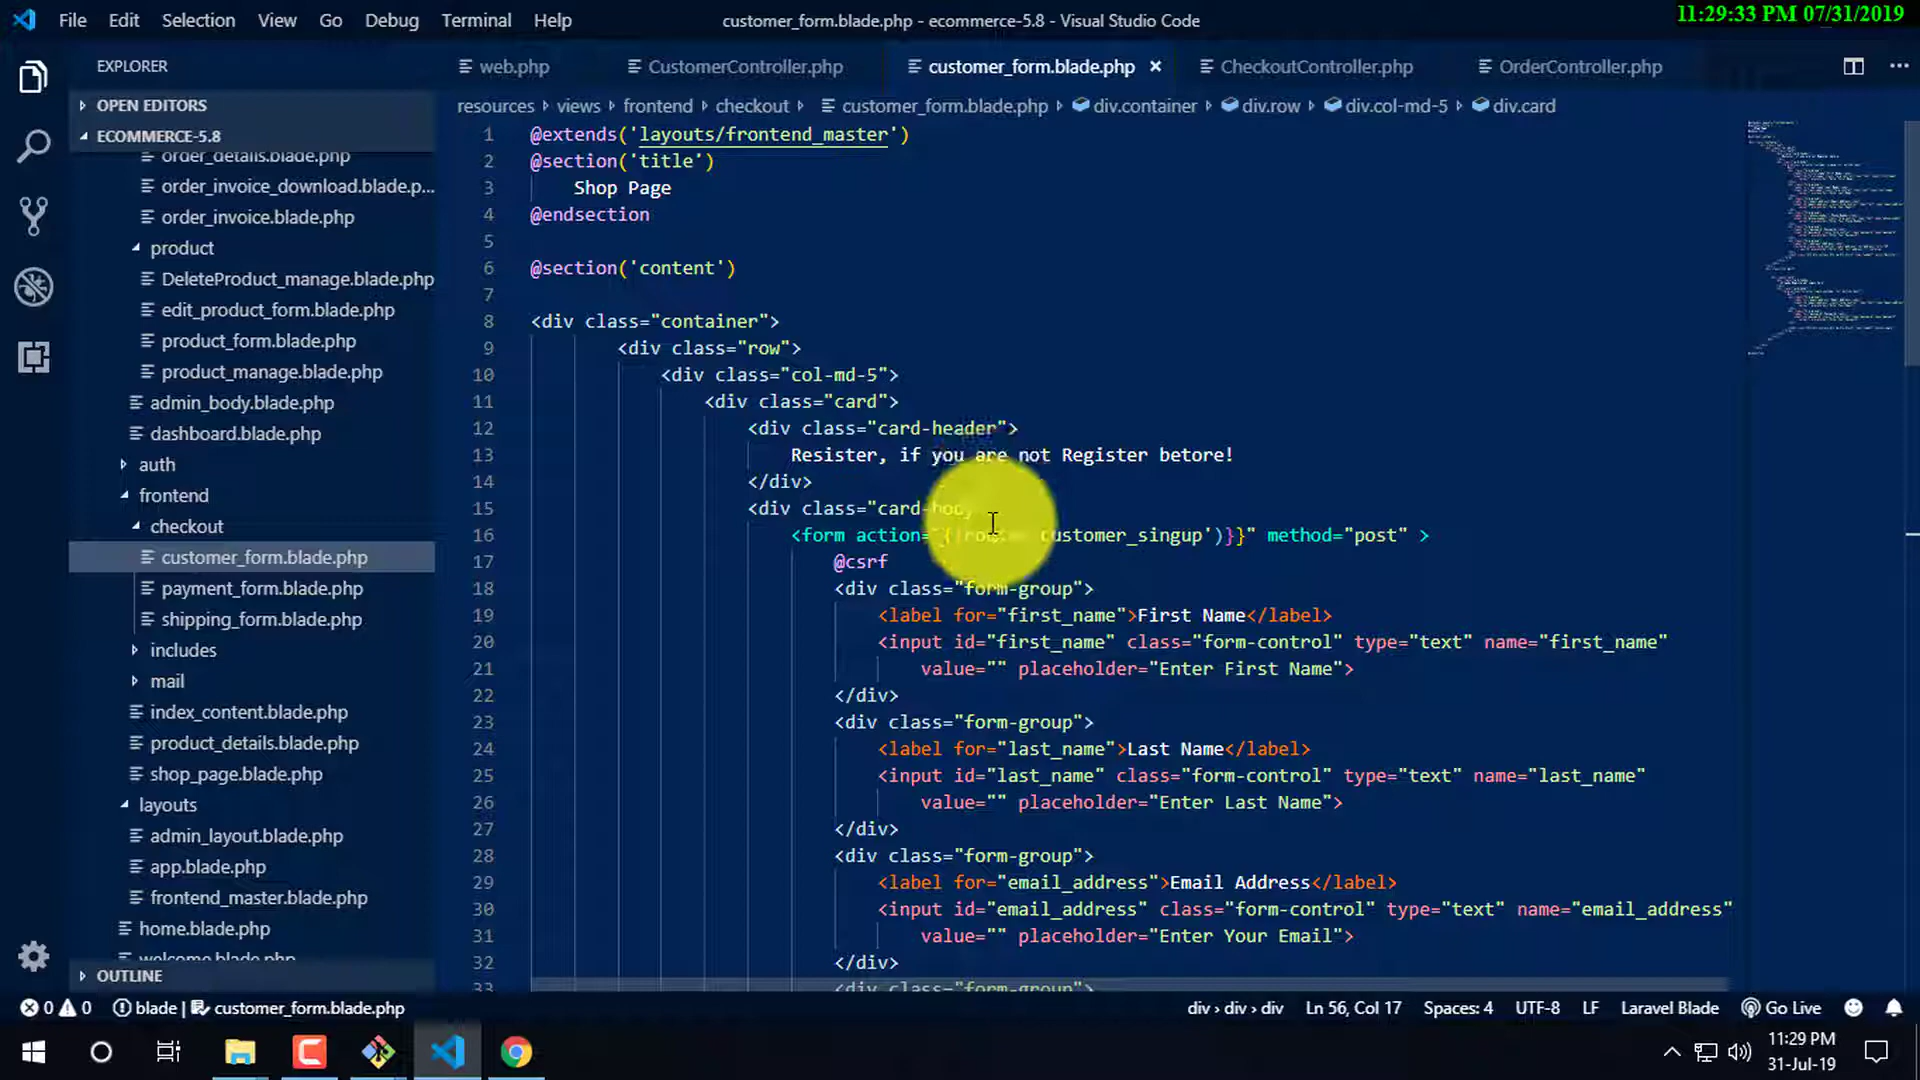 11:29:33 PM 07/31/2019
File Edit Selection View Go Debug Terminal Help
customer_form.blade.php - ecommerce-5.8 - Visual Studio Code
EXPLORER
web.php CustomerController.php customer_form.blade.php × CheckoutController.php OrderController.php
OPEN EDITORS
resources › views › frontend › checkout › customer_form.blade.php › div.container › div.row › div.col-md-5 › div.card
ECOMMERCE-5.8
order_details.blade.php
order_invoice_download.blade.p...
order_invoice.blade.php
product
DeleteProduct_manage.blade.php
edit_product_form.blade.php
product_form.blade.php
product_manage.blade.php
admin_body.blade.php
dashboard.blade.php
auth
frontend
checkout
customer_form.blade.php
payment_form.blade.php
shipping_form.blade.php
includes
mail
index_content.blade.php
product_details.blade.php
shop_page.blade.php
layouts
admin_layout.blade.php
app.blade.php
frontend_master.blade.php
home.blade.php
welcome.blade.php
OUTLINE
1 @extends('layouts/frontend_master')
2 @section('title')
3 Shop Page
4 @endsection
5
6 @section('content')
7
8 <div class="container">
9 <div class="row">
10 <div class="col-md-5">
11 <div class="card">
12 <div class="card-header">
13 Resister, if you are not Register betore!
14 </div>
15 <div class="card-body
16 <form action= customer_singup')}}" method="post" >
17 @csrf
18 <div class="form-group">
19 <label for="first_name">First Name</label>
20 <input id="first_name" class="form-control" type="text" name="first_name"
21 value="" placeholder="Enter First Name">
22 </div>
23 <div class="form-group">
24 <label for="last_name">Last Name</label>
25 <input id="last_name" class="form-control" type="text" name="last_name"
26 value="" placeholder="Enter Last Name">
27 </div>
28 <div class="form-group">
29 <label for="email_address">Email Address</label>
30 <input id="email_address" class="form-control" type="text" name="email_address"
31 value="" placeholder="Enter Your Email">
32 </div>
33 <div class="form-group">
0 0 blade | customer_form.blade.php div › div › div Ln 56, Col 17 Spaces: 4 UTF-8 LF Laravel Blade Go Live
11:29 PM
31-Jul-19